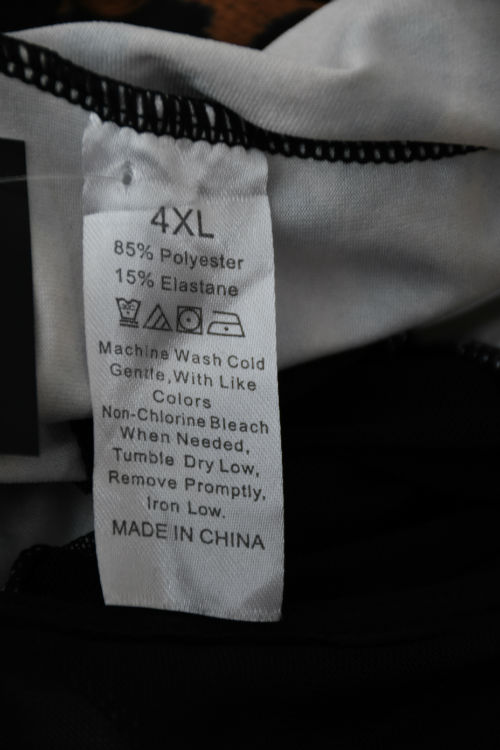 4XL
85% Polyester
15% Elastane
Machine Wash Cold
Gentle,With Like
Colors
Non-Chlorine Bleach
When Needed,
Tumble Dry Low,
Remove Promptly,
Iron Low.
MADE IN CHINA